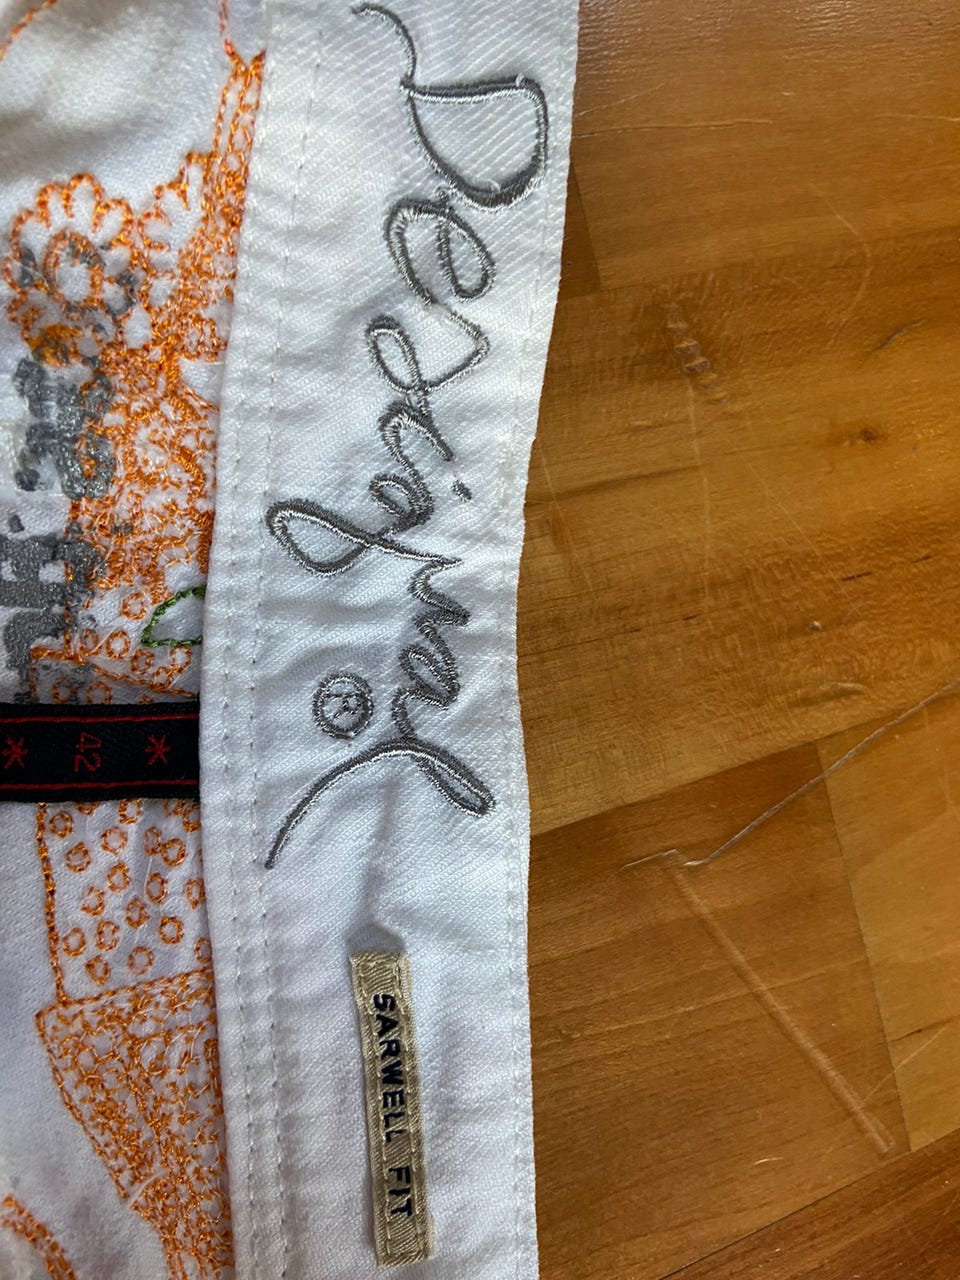 Desigual®
* 42 *
SARWELL FIT